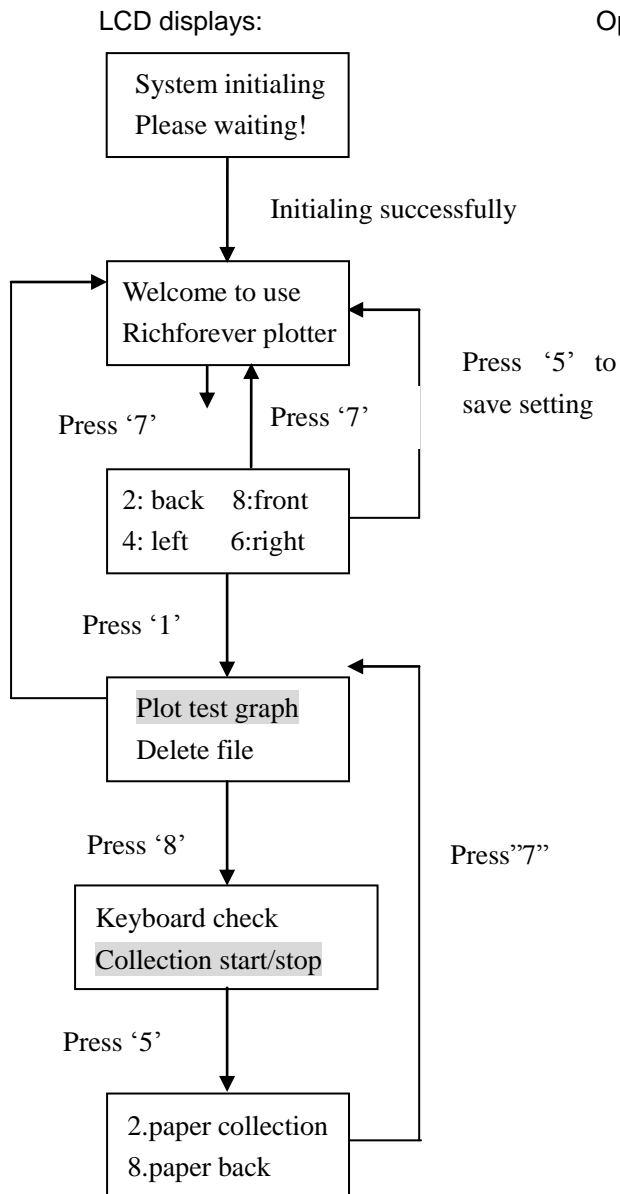 LCD displays:
Op
System initialing
Please waiting!
Initialing successfully
Welcome to use
Richforever plotter
Press ‘5’ to
save setting
Press ‘7’
Press ‘7’
2: back 8:front
4: left 6:right
Press ‘1’
Plot test graph
Delete file
Press ‘8’
Press”7”
Keyboard check
Collection start/stop
Press ‘5’
2.paper collection
8.paper back